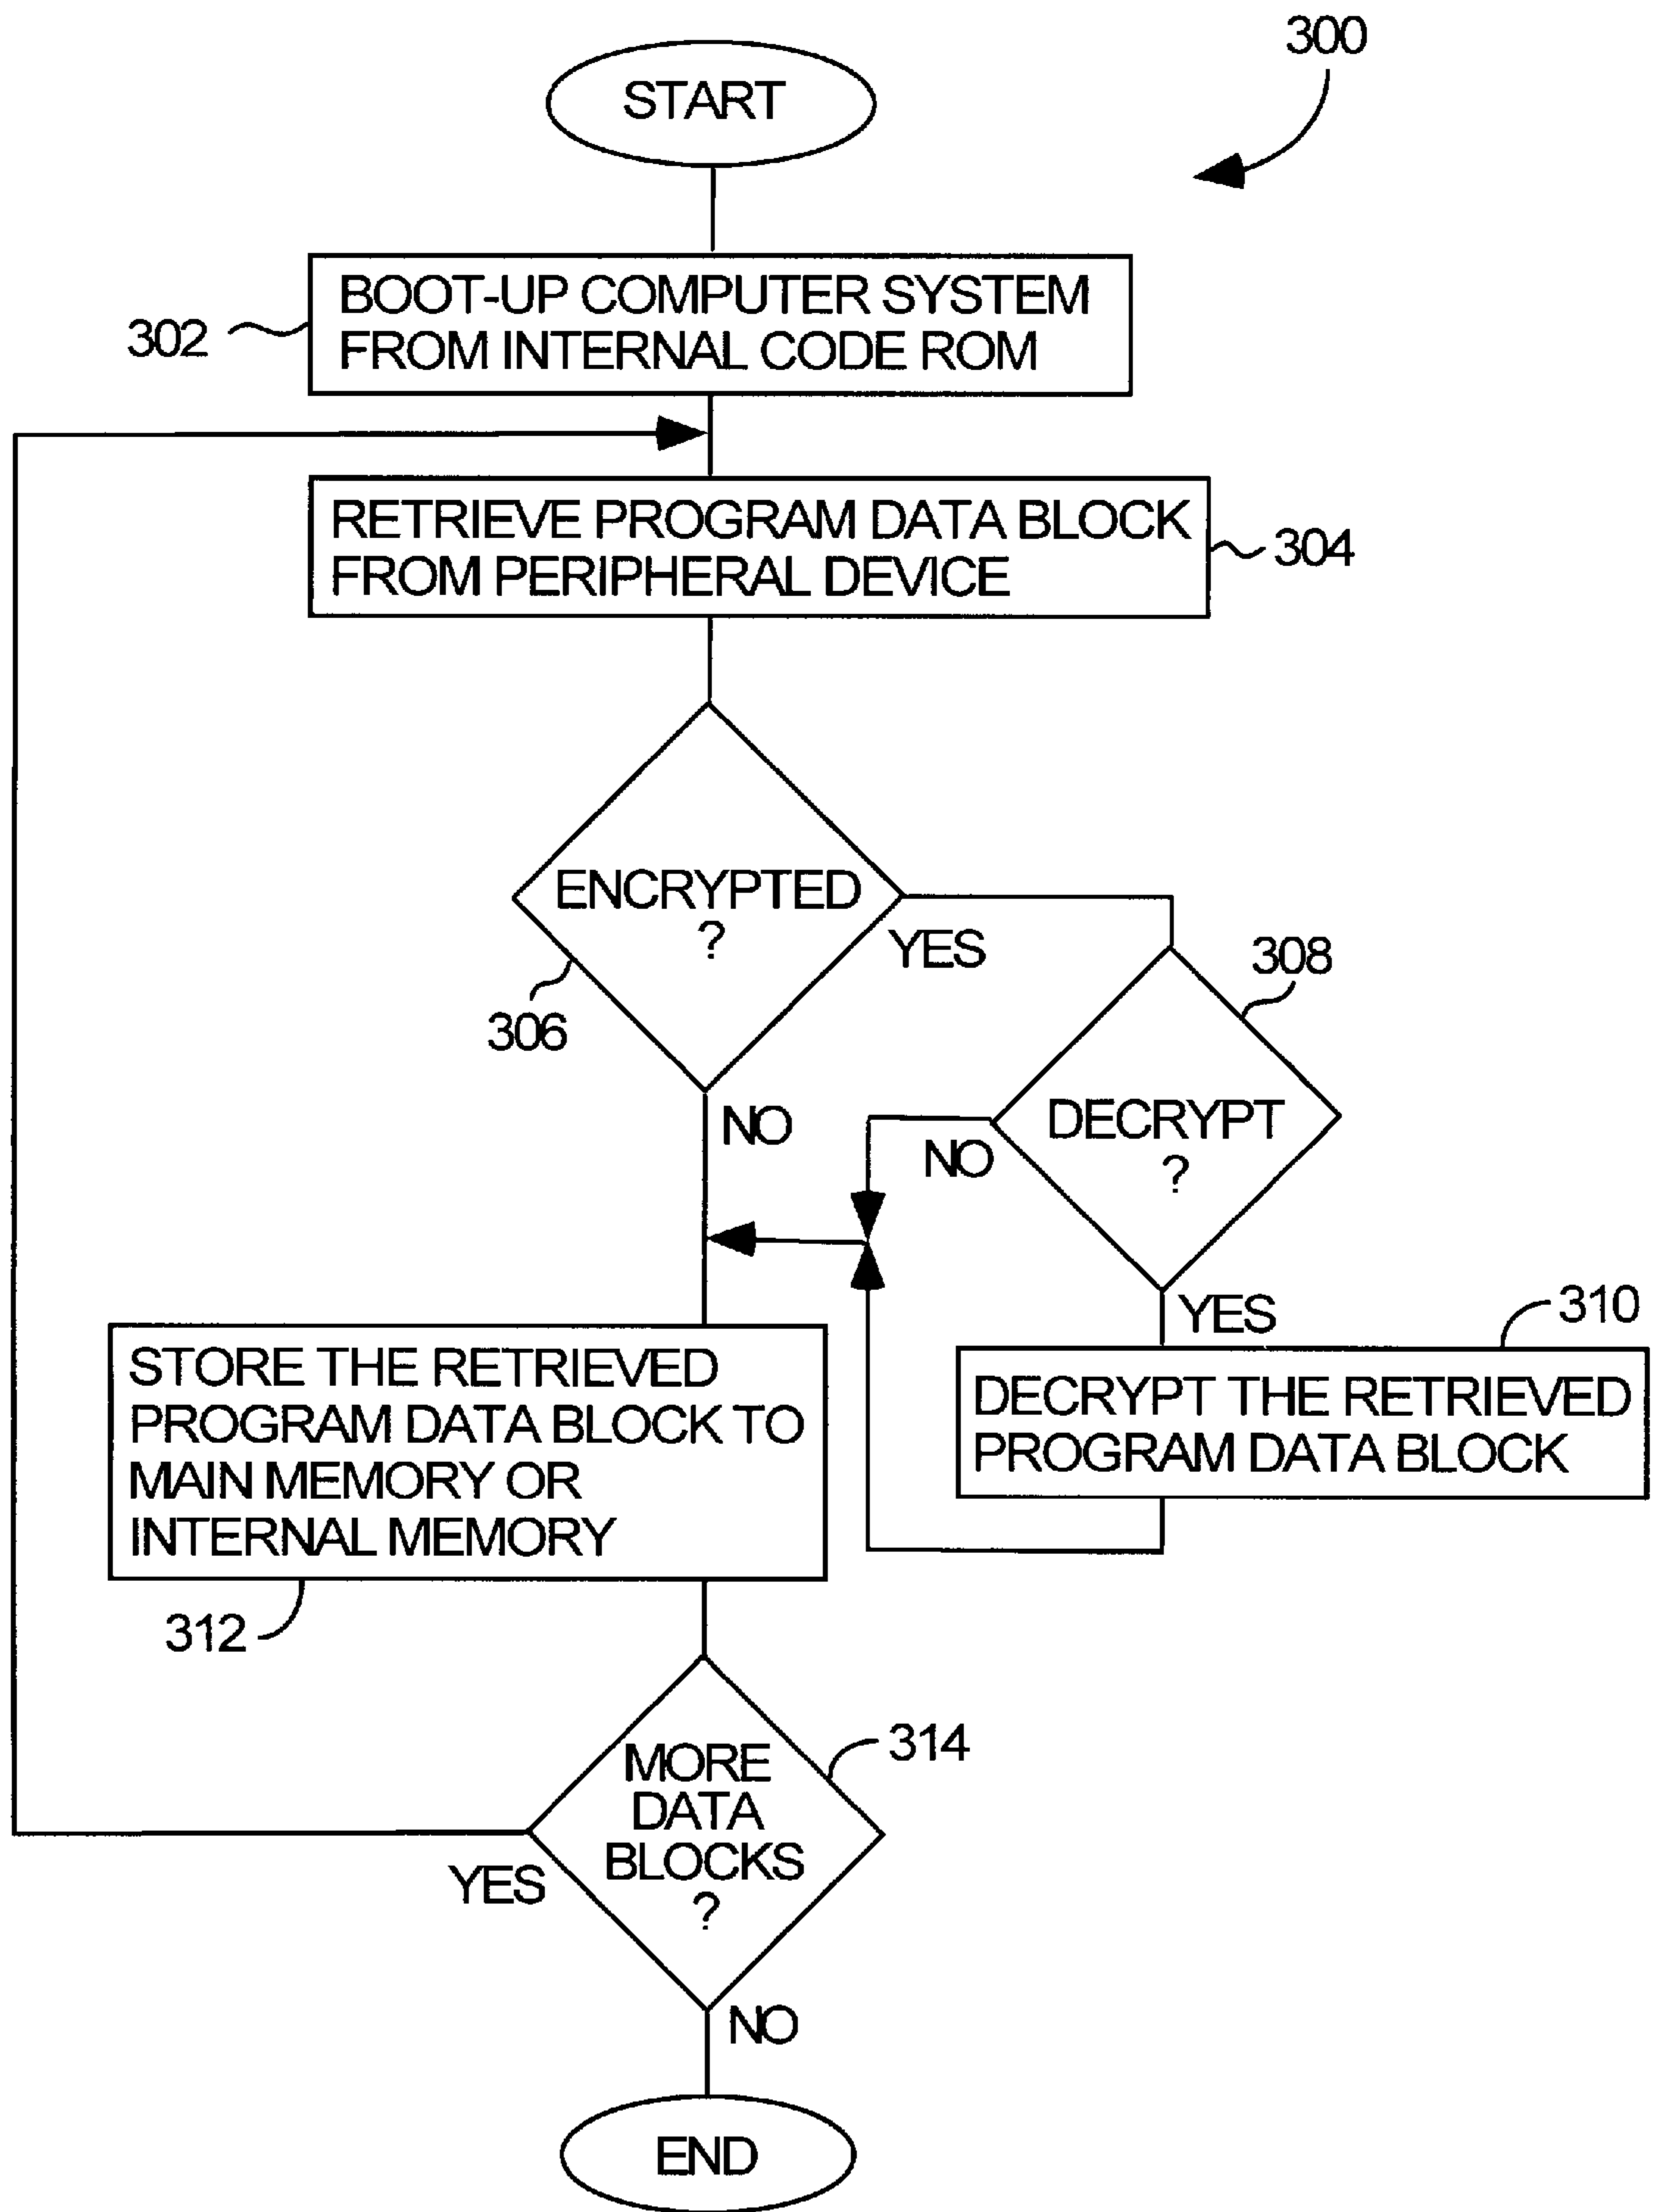 300
START
302
BOOT-UP COMPUTER SYSTEM
FROM INTERNAL CODE ROM
RETRIEVE PROGRAM DATA BLOCK
FROM PERIPHERAL DEVICE
304
ENCRYPTED
?
YES
306
NO
308
DECRYPT
?
NO
YES
310
DECRYPT THE RETRIEVED
PROGRAM DATA BLOCK
STORE THE RETRIEVED
PROGRAM DATA BLOCK TO
MAIN MEMORY OR
INTERNAL MEMORY
312
314
MORE
DATA
BLOCKS
?
YES
NO
END